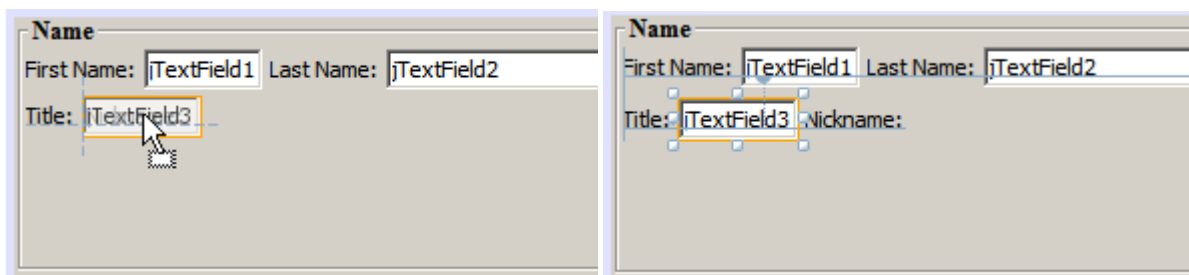 Name
First Name: jTextField1 Last Name: jTextField2
Title: jTextField3
Name
First Name: jTextField1 Last Name: jTextField2
Title: jTextField3 Nickname: